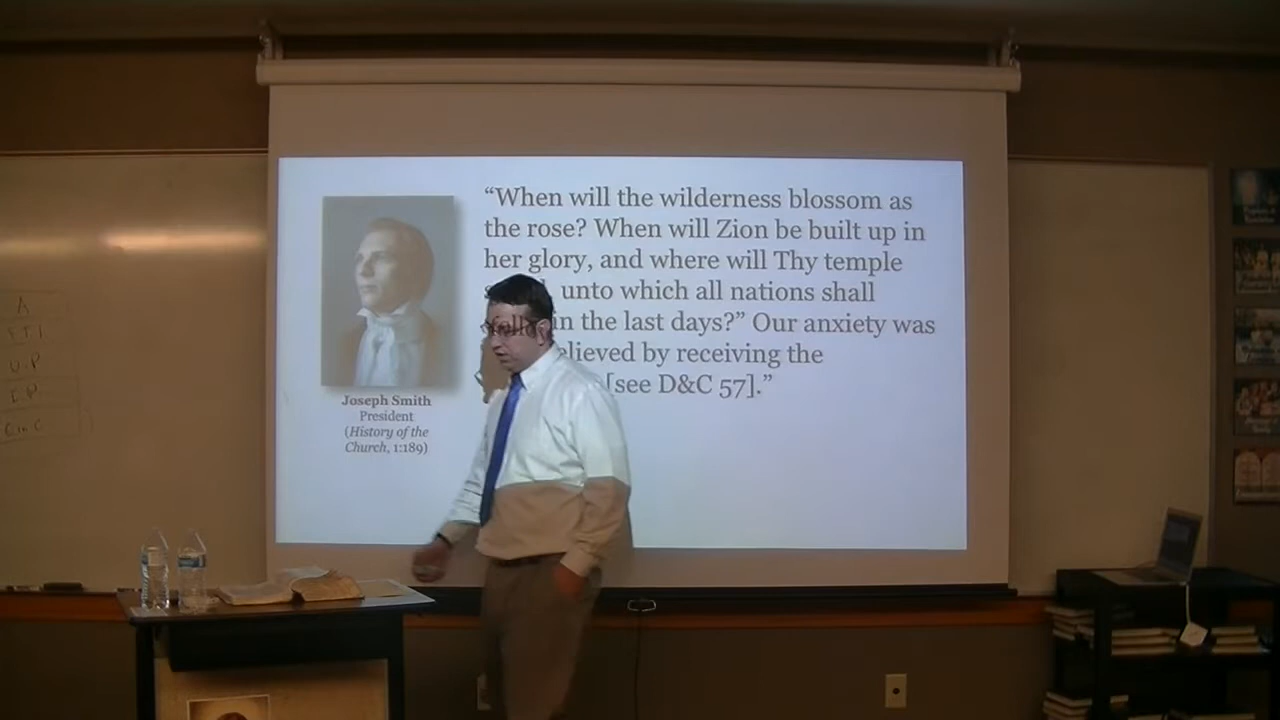 “When will the wilderness blossom as
the rose? When will Zion be built up in
her glory, and where will Thy temple
unto which all nations shall
in the last days?” Our anxiety was
elieved by receiving the
[see D&C 57].”
Joseph Smith
President
(History of the
Church, 1:189)
A
U.P
E.P